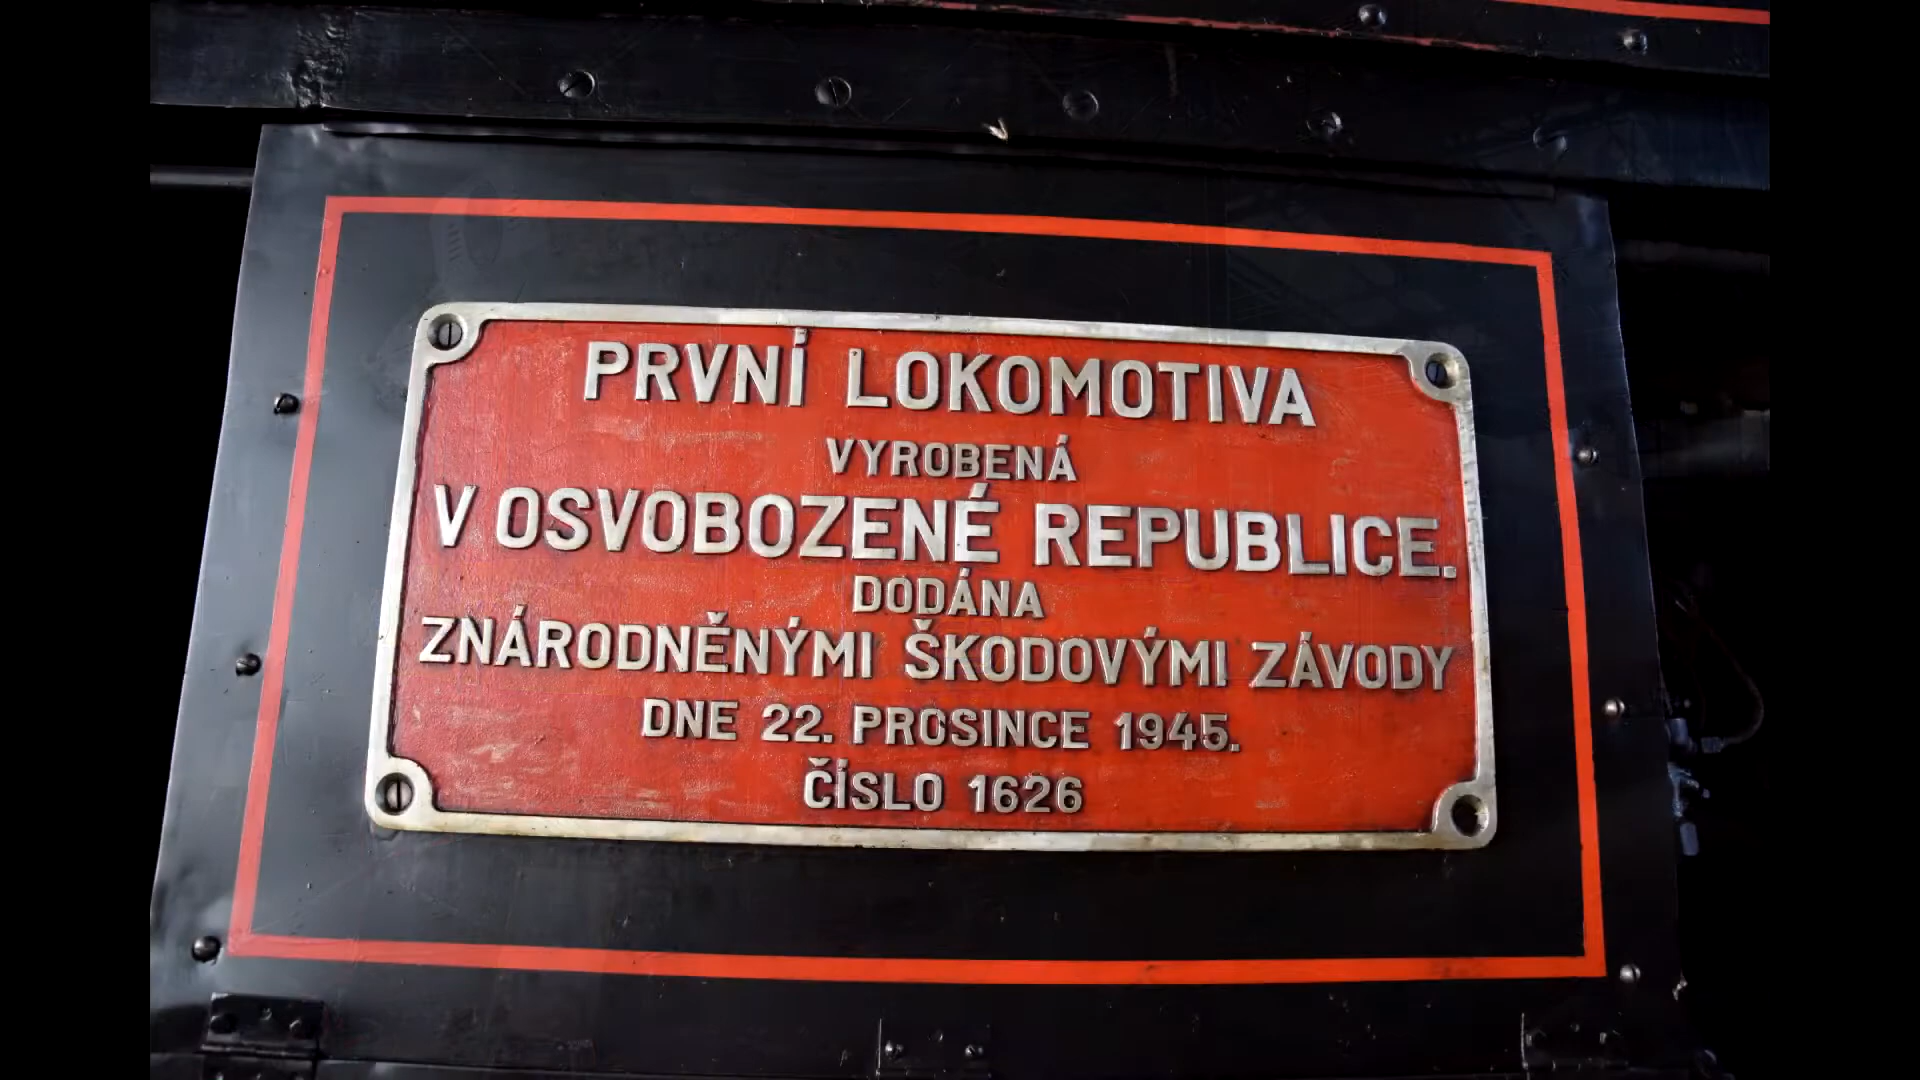 PRVNÍ LOKOMOTIVA
VYROBENÁ
V OSVOBOZENÉ REPUBLICE.
DODÁNA
ZNÁRODNĚNÝMI ŠKODOVÝMI ZÁVODY
DNE 22. PROSINCE 1945.
ČÍSLO 1626